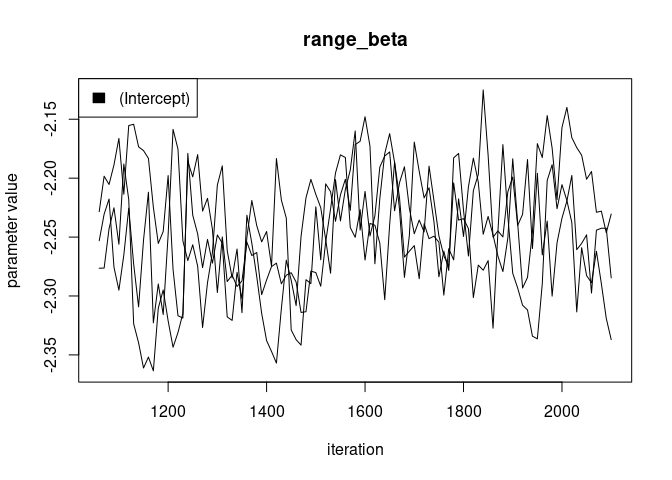 range_beta
(Intercept)
-2.15
-2.20
-2.25
-2.30
-2.35
parameter value
1200 1400 1600 1800 2000
iteration